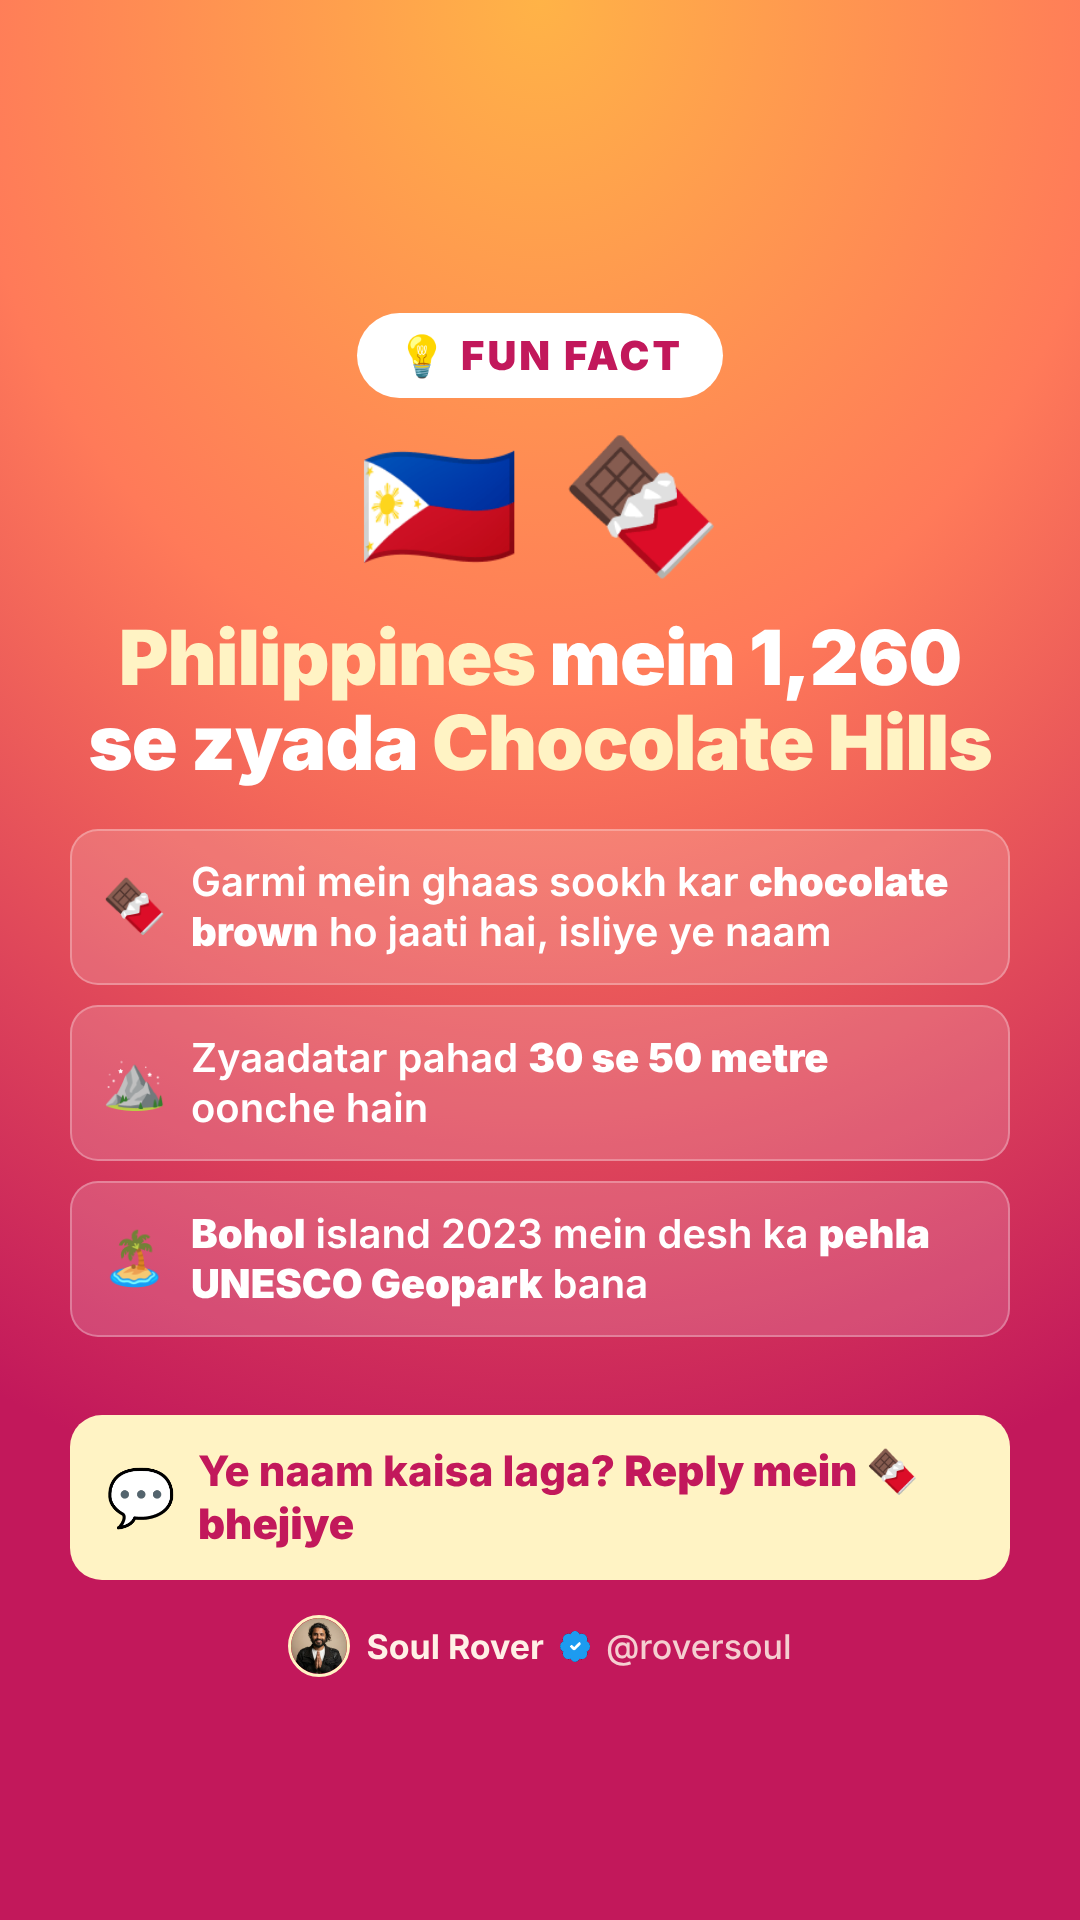 💡 FUN FACT
Philippines mein 1,260
se zyada Chocolate Hills
Garmi mein ghaas sookh kar chocolate
brown ho jaati hai, isliye ye naam
Zyaadatar pahad 30 se 50 metre
oonche hain
Bohol island 2023 mein desh ka pehla
UNESCO Geopark bana
Ye naam kaisa laga? Reply mein 🍫
bhejiye
Soul Rover @roversoul